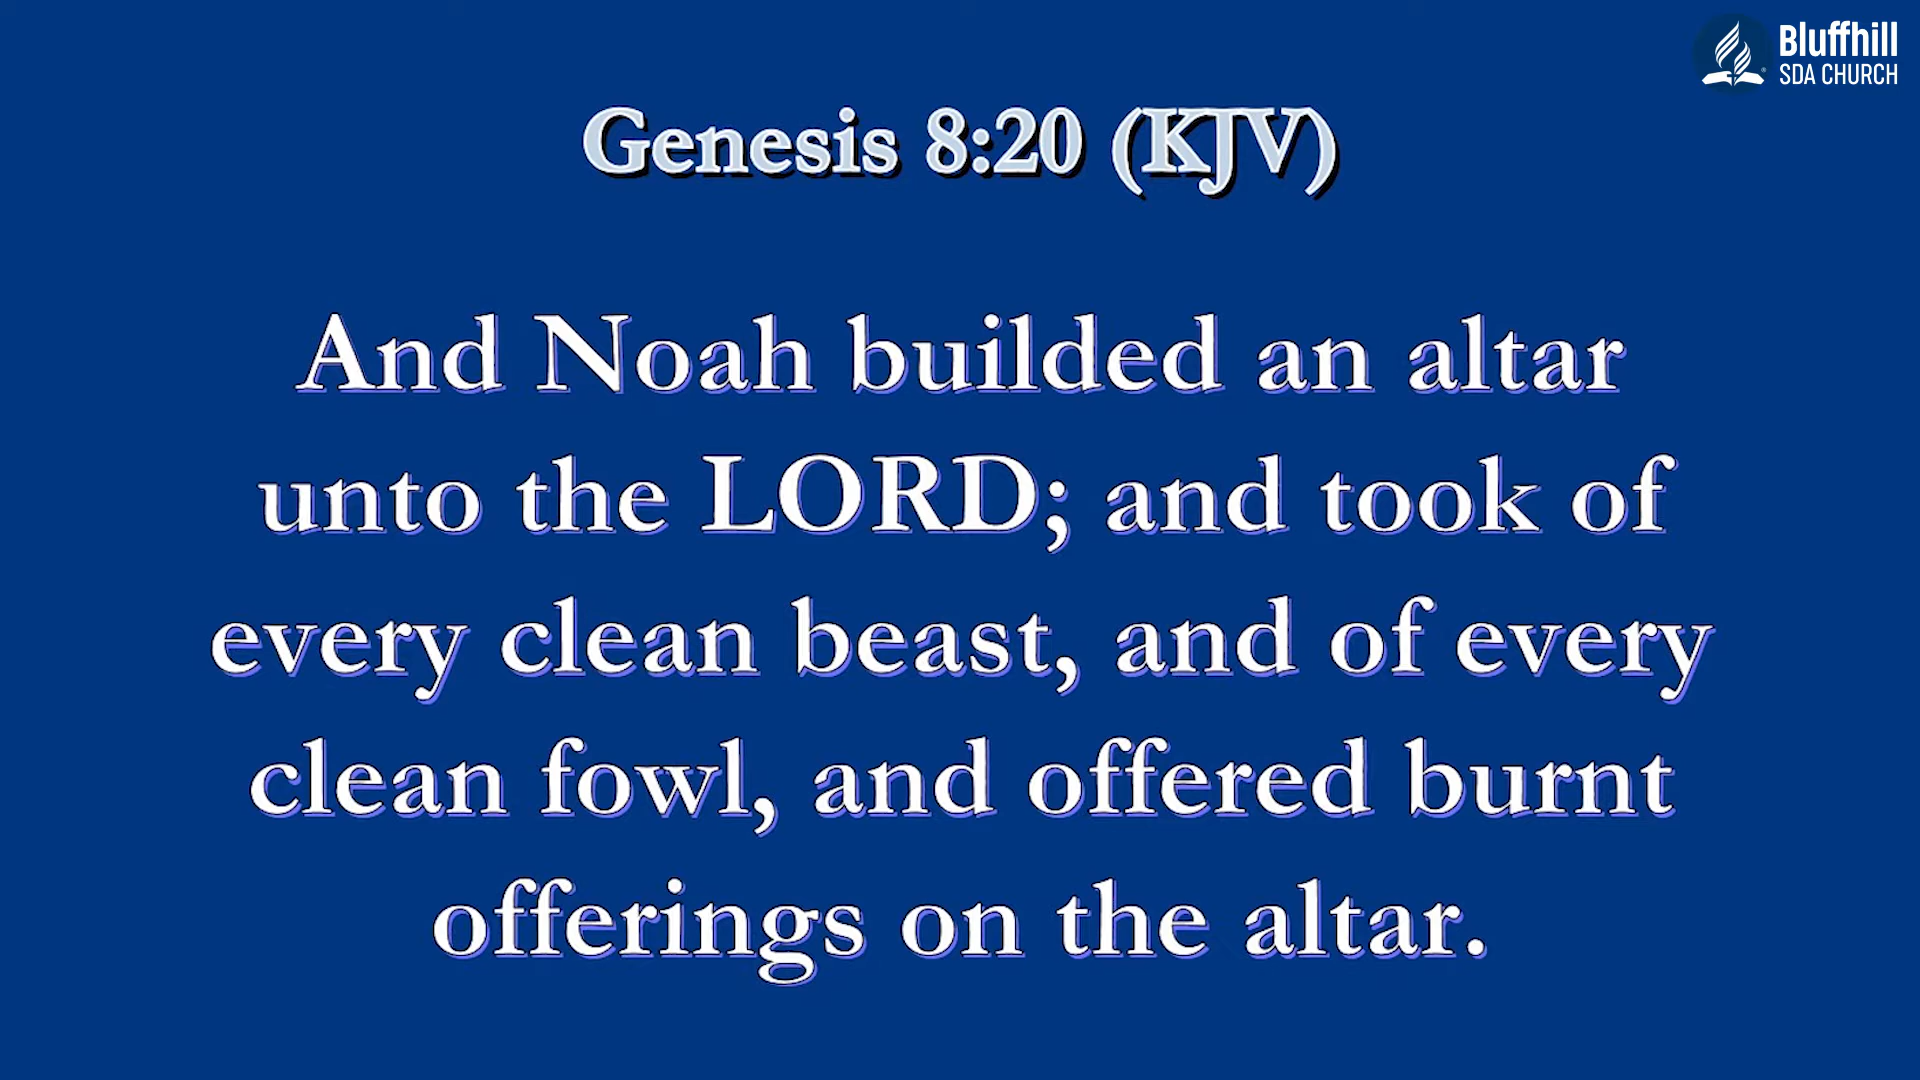 Bluffhill
SDA CHURCH
Genesis 8:20 (KJV)
And Noah builded an altar
unto the LORD; and took of
every clean beast, and of every
clean fowl, and offered burnt
offerings on the altar.